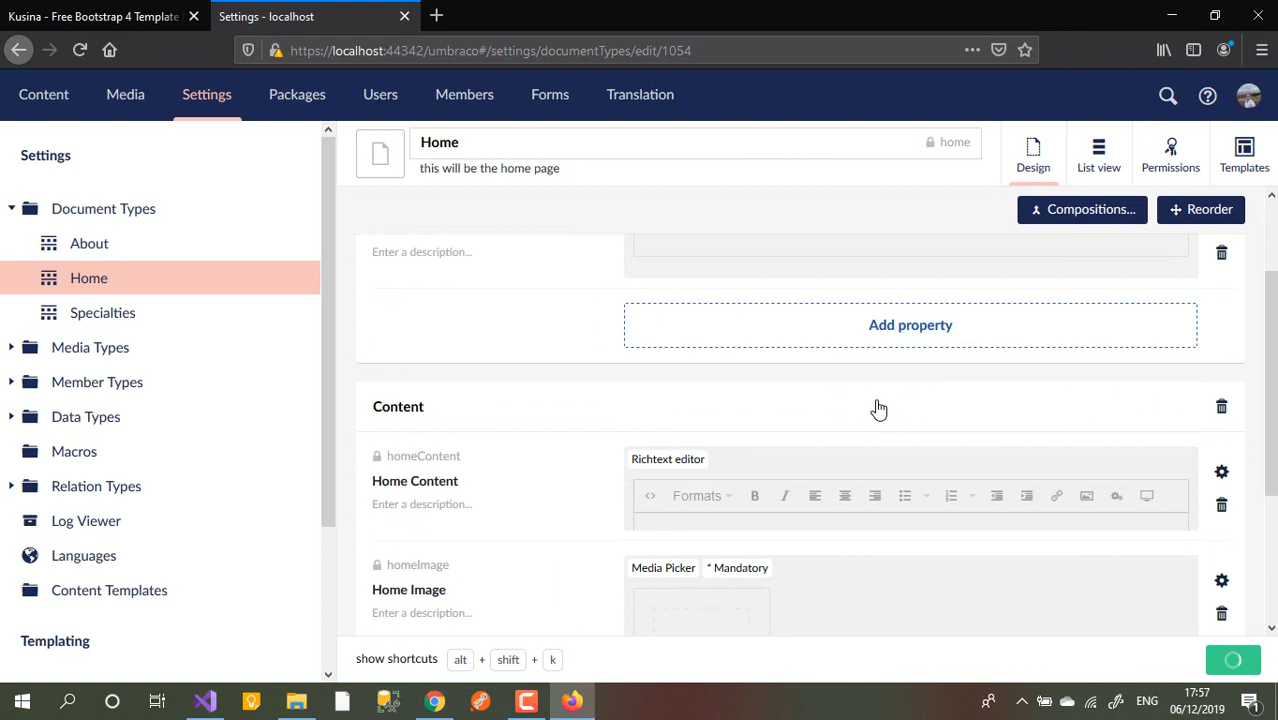 Kusina - Free Bootstrap 4 Template
Settings - localhost
https://localhost:44342/umbraco#/settings/documentTypes/edit/1054
Content Media Settings Packages Users Members Forms Translation
Settings
Document Types
About
Home
Specialties
Media Types
Member Types
Data Types
Macros
Relation Types
Log Viewer
Languages
Content Templates
Templating
Home
home
this will be the home page
Design
List view
Permissions
Templates
Compositions...
Reorder
Enter a description...
Add property
Content
homeContent
Home Content
Enter a description...
Richtext editor
Formats
homeImage
Home Image
Enter a description...
Media Picker * Mandatory
show shortcuts alt + shift + k
ENG
17:57
06/12/2019
1